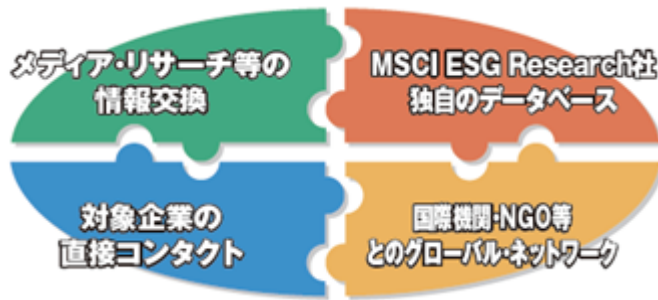 メディア・リサーチ等の
情報交換
MSCI ESG Research社
独自のデータベース
対象企業の
直接コンタクト
国際機関・NGO等
とのグローバル・ネットワーク